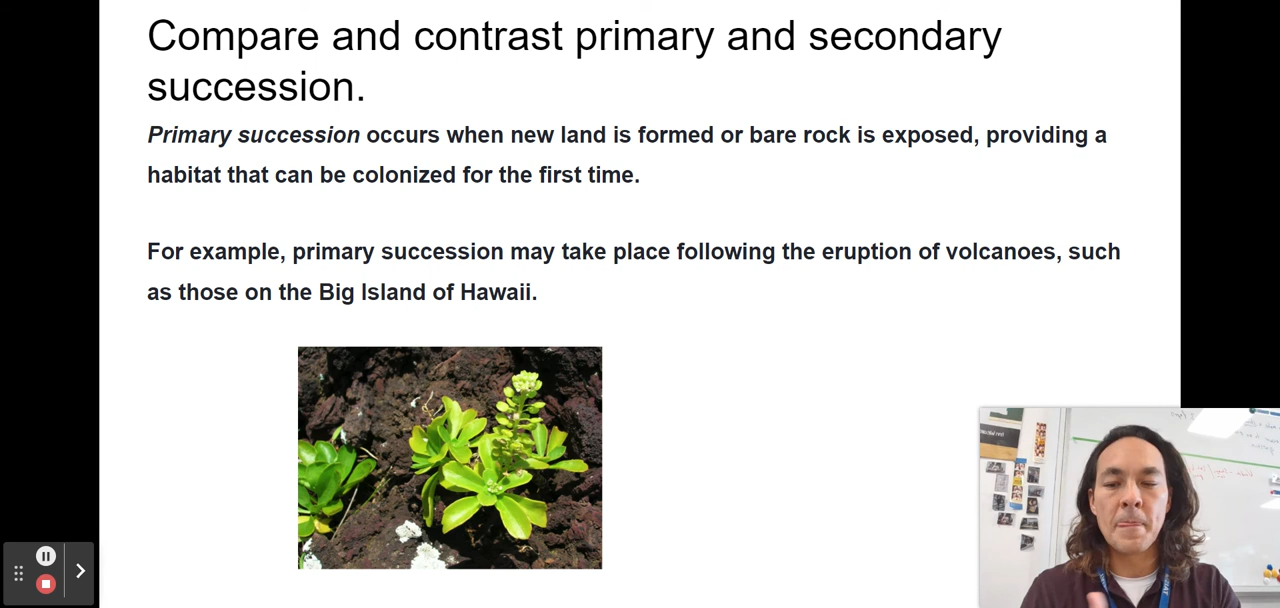 Compare and contrast primary and secondary
succession.
Primary succession occurs when new land is formed or bare rock is exposed, providing a
habitat that can be colonized for the first time.
For example, primary succession may take place following the eruption of volcanoes, such
as those on the Big Island of Hawaii.